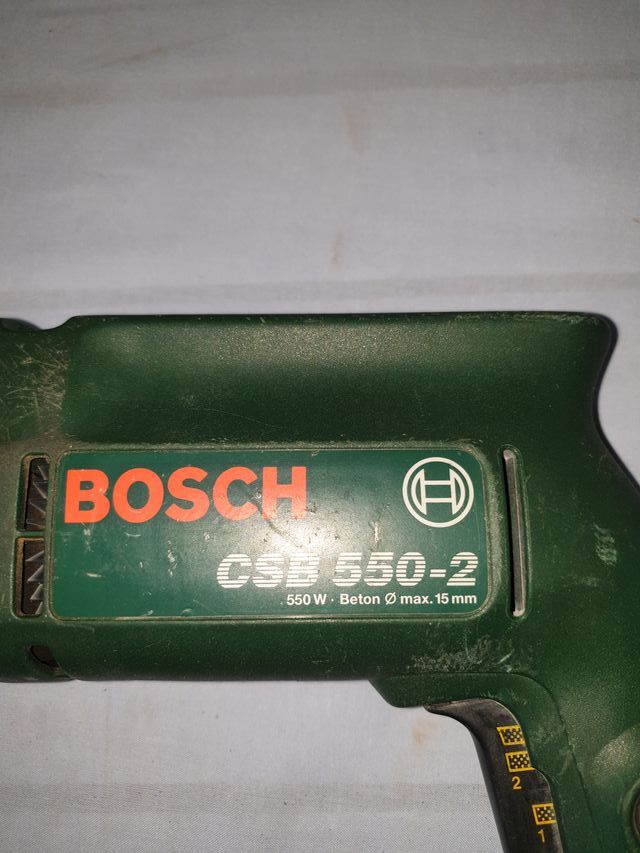 BOSCH
CSB 550-2
550 W · Beton Ø max. 15 mm
2
1